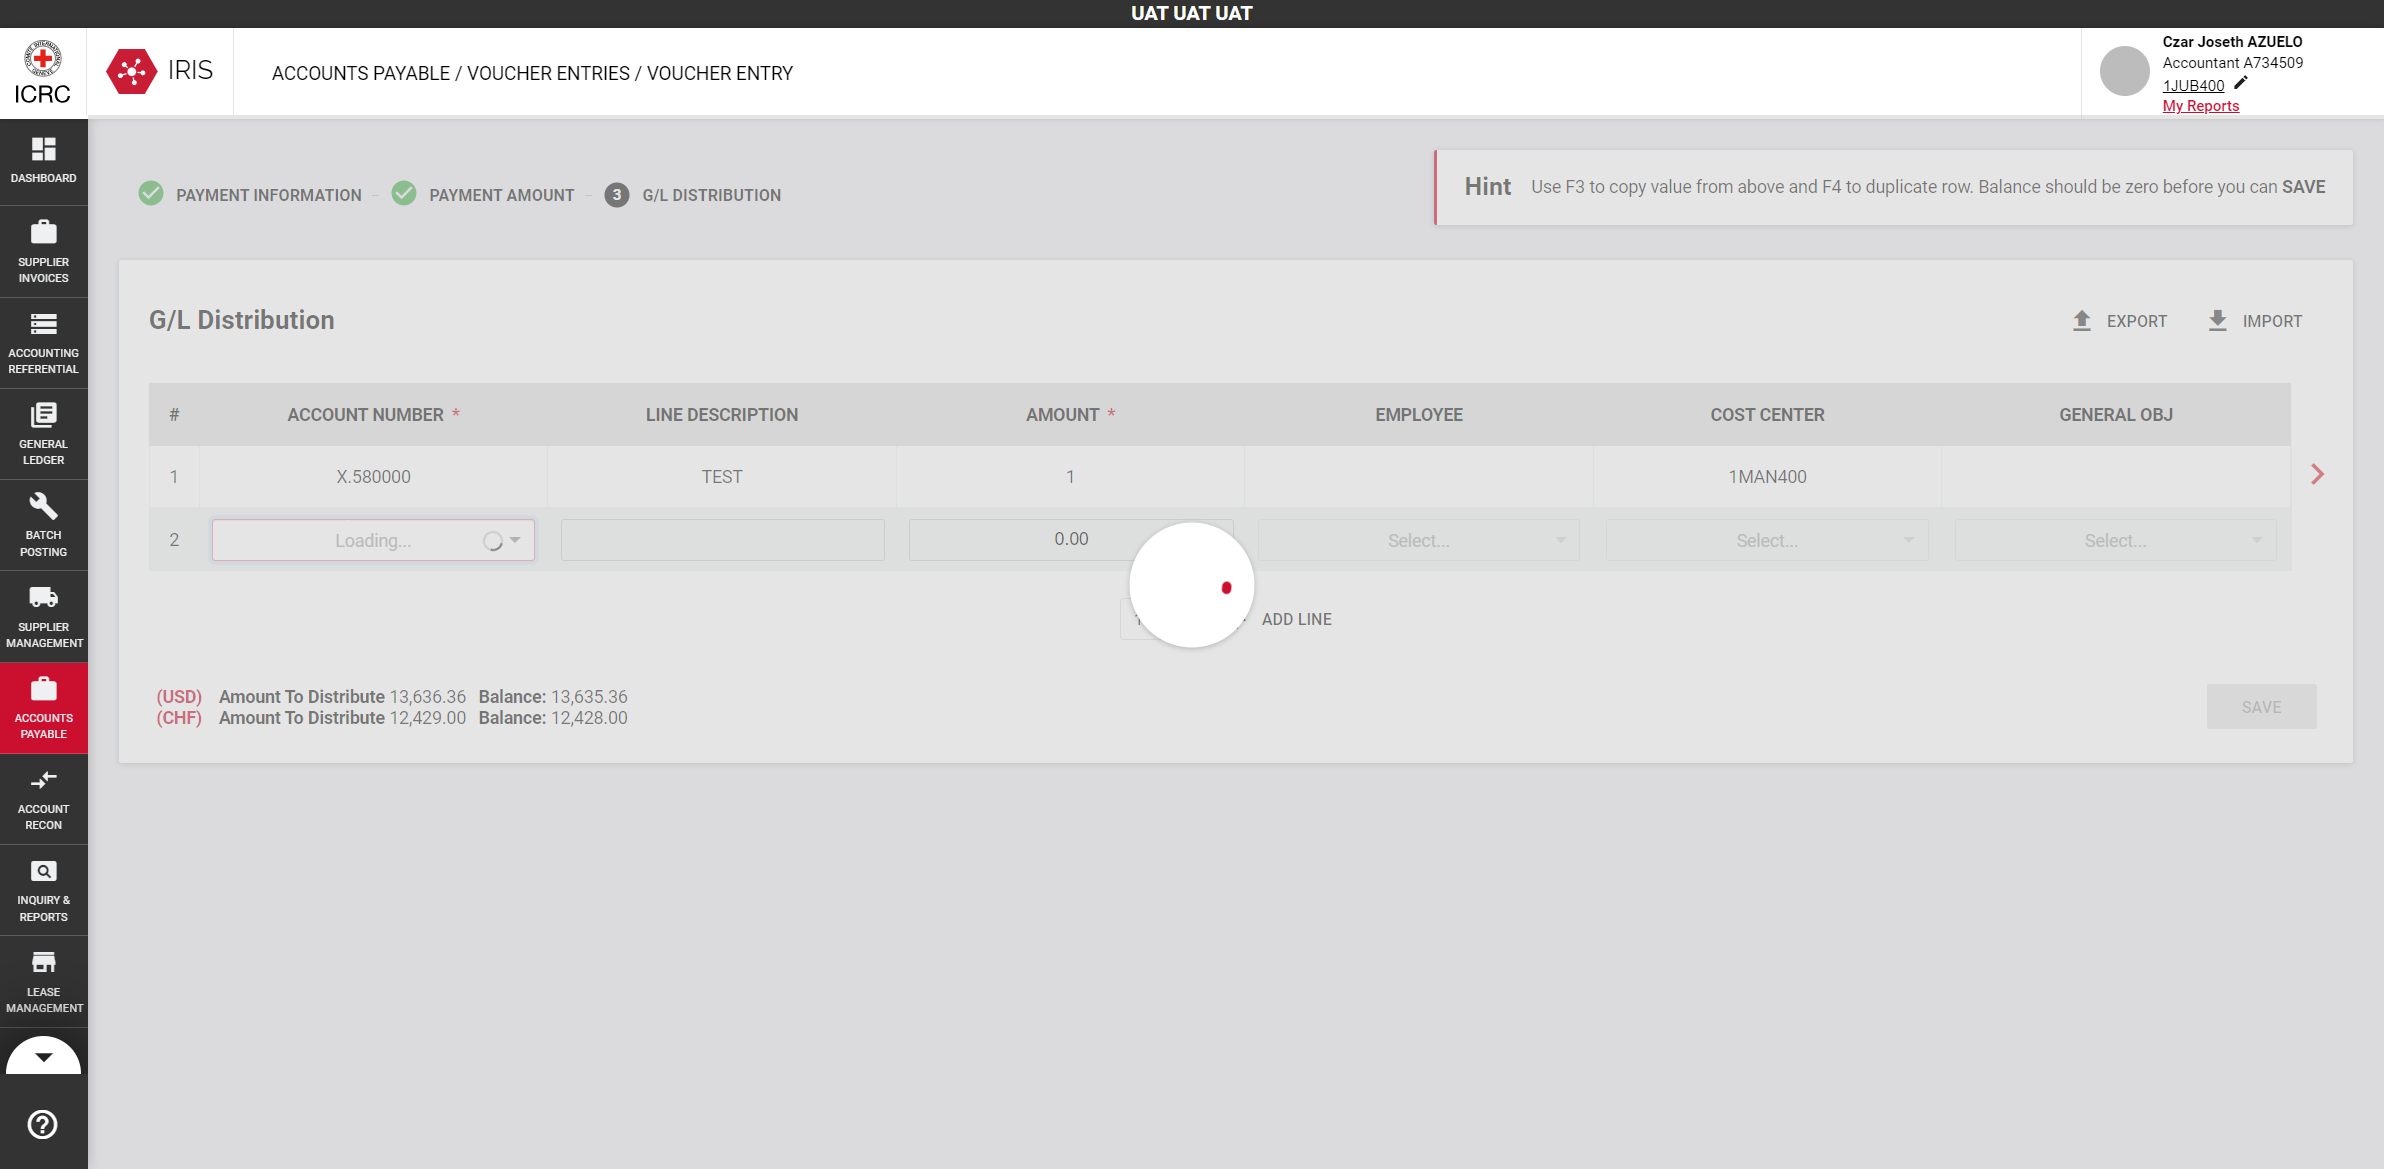 UAT UAT UAT
ICRC
IRIS
ACCOUNTS PAYABLE / VOUCHER ENTRIES / VOUCHER ENTRY
Czar Joseth AZUELO
Accountant A734509
1JUB400
My Reports
DASHBOARD
SUPPLIER
INVOICES
ACCOUNTING
REFERENTIAL
GENERAL
LEDGER
BATCH
POSTING
SUPPLIER
MANAGEMENT
ACCOUNTS
PAYABLE
ACCOUNT
RECON
INQUIRY &
REPORTS
LEASE
MANAGEMENT
PAYMENT INFORMATION - PAYMENT AMOUNT - 3 G/L DISTRIBUTION
Hint Use F3 to copy value from above and F4 to duplicate row. Balance should be zero before you can SAVE
G/L Distribution
EXPORT IMPORT
# ACCOUNT NUMBER * LINE DESCRIPTION AMOUNT * EMPLOYEE COST CENTER GENERAL OBJ
1 X.580000 TEST 1 1MAN400
2 Loading... 0.00 Select... Select... Select...
ADD LINE
(USD) Amount To Distribute 13,636.36 Balance: 13,635.36
(CHF) Amount To Distribute 12,429.00 Balance: 12,428.00
SAVE